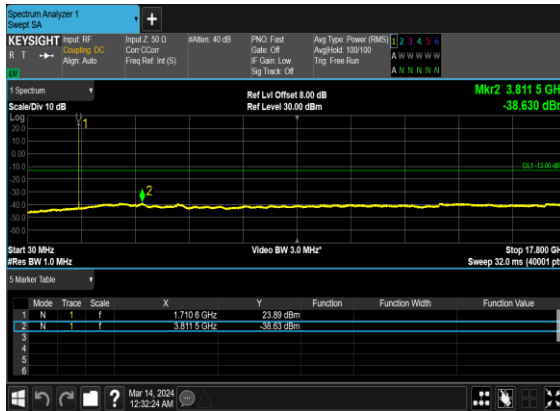 Spectrum Analyzer 1
Swept SA
+
KEYSIGHT Input: RF Input Z: 50 Ω #Atten: 40 dB PNO: Fast Avg Type: Power (RMS) 1 2 3 4 5 6
R T Coupling: DC Corr CCorr Gate: Off Avg|Hold: 100/100 A W W W W W
Align: Auto Freq Ref: Int (S) IF Gain: Low Trig: Free Run
Sig Track: Off A N N N N N
LXI
1 Spectrum
Ref Lvl Offset 8.00 dB Mkr2 3.811 5 GHz
Scale/Div 10 dB Ref Level 30.00 dBm -38.630 dBm
Log
20.0
10.0
0.00
-10.0
DL1 -13.00 dB
-20.0
-30.0
-40.0
-50.0
-60.0
1
2
Start 30 MHz Video BW 3.0 MHz* Stop 17.800 GH
#Res BW 1.0 MHz Sweep 32.0 ms (40001 pt
5 Marker Table
Mode Trace Scale X Y Function Function Width Function Value
1 N 1 f 1.710 6 GHz 23.89 dBm
2 N 1 f 3.811 5 GHz -38.63 dBm
3
4
5
6
?
Mar 14, 2024
12:32:24 AM